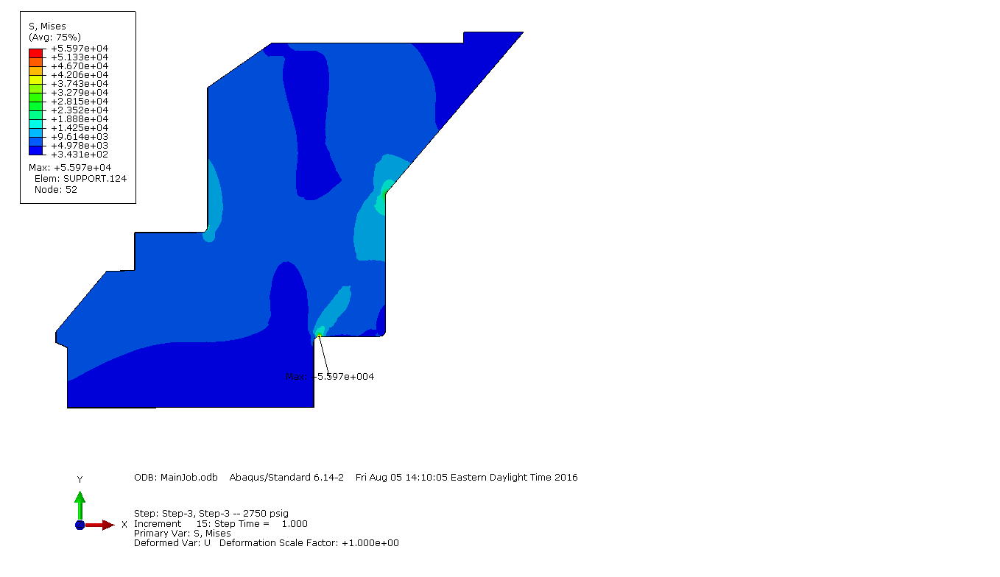 S, Mises
(Avg: 75%)
+5.597e+04
+5.133e+04
+4.670e+04
+4.206e+04
+3.743e+04
+3.279e+04
+2.815e+04
+2.352e+04
+1.888e+04
+1.425e+04
+9.614e+03
+4.978e+03
+3.431e+02
Max: +5.597e+04
Elem: SUPPORT.124
Node: 52
Max: +5.597e+004
ODB: MainJob.odb    Abaqus/Standard 6.14-2    Fri Aug 05 14:10:05 Eastern Daylight Time 2016
Y
X
Step: Step-3, Step-3 -- 2750 psig
Increment     15: Step Time =    1.000
Primary Var: S, Mises
Deformed Var: U   Deformation Scale Factor: +1.000e+00